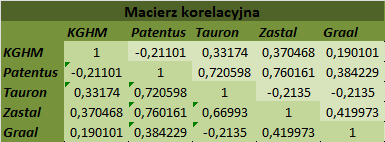 Macierz korelacyjna
KGHM Patentus Tauron Zastal Graal
KGHM 1 -0,21101 0,33174 0,370468 0,190101
Patentus -0,21101 1 0,720598 0,760161 0,384229
Tauron 0,33174 0,720598 1 -0,2135 -0,2135
Zastal 0,370468 0,760161 0,66993 1 0,419973
Graal 0,190101 0,384229 -0,2135 0,419973 1